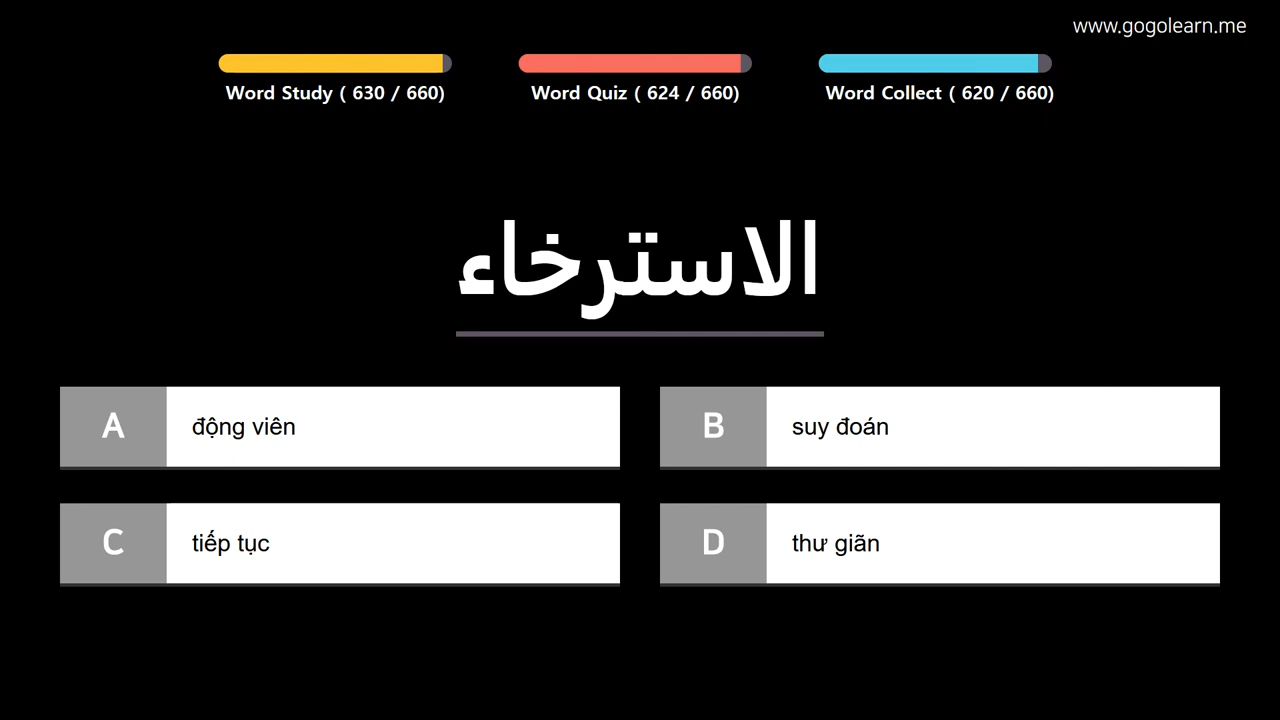 www.gogolearn.me
Word Study ( 630 / 660)
Word Quiz ( 624 / 660)
Word Collect ( 620 / 660)
الاسترخاء
A động viên
B suy đoán
C tiếp tục
D thư giãn